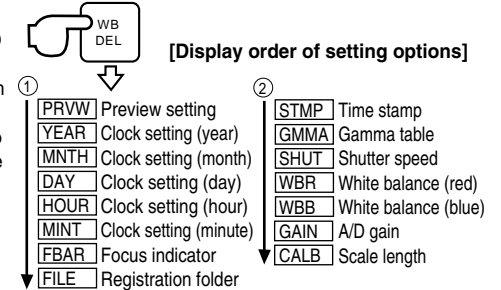 WB
DEL
[Display order of setting options]
①
PRVW Preview setting
YEAR Clock setting (year)
MNTH Clock setting (month)
DAY Clock setting (day)
HOUR Clock setting (hour)
MINT Clock setting (minute)
FBAR Focus indicator
FILE Registration folder
②
STMP Time stamp
GMMA Gamma table
SHUT Shutter speed
WBR White balance (red)
WBB White balance (blue)
GAIN A/D gain
CALB Scale length